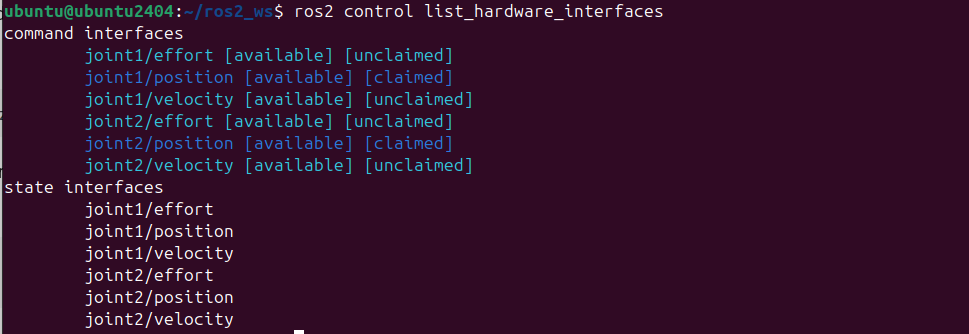 ubuntu@ubuntu2404:~/ros2_ws$ ros2 control list_hardware_interfaces
command interfaces
joint1/effort [available] [unclaimed]
joint1/position [available] [claimed]
joint1/velocity [available] [unclaimed]
joint2/effort [available] [unclaimed]
joint2/position [available] [claimed]
joint2/velocity [available] [unclaimed]
state interfaces
joint1/effort
joint1/position
joint1/velocity
joint2/effort
joint2/position
joint2/velocity